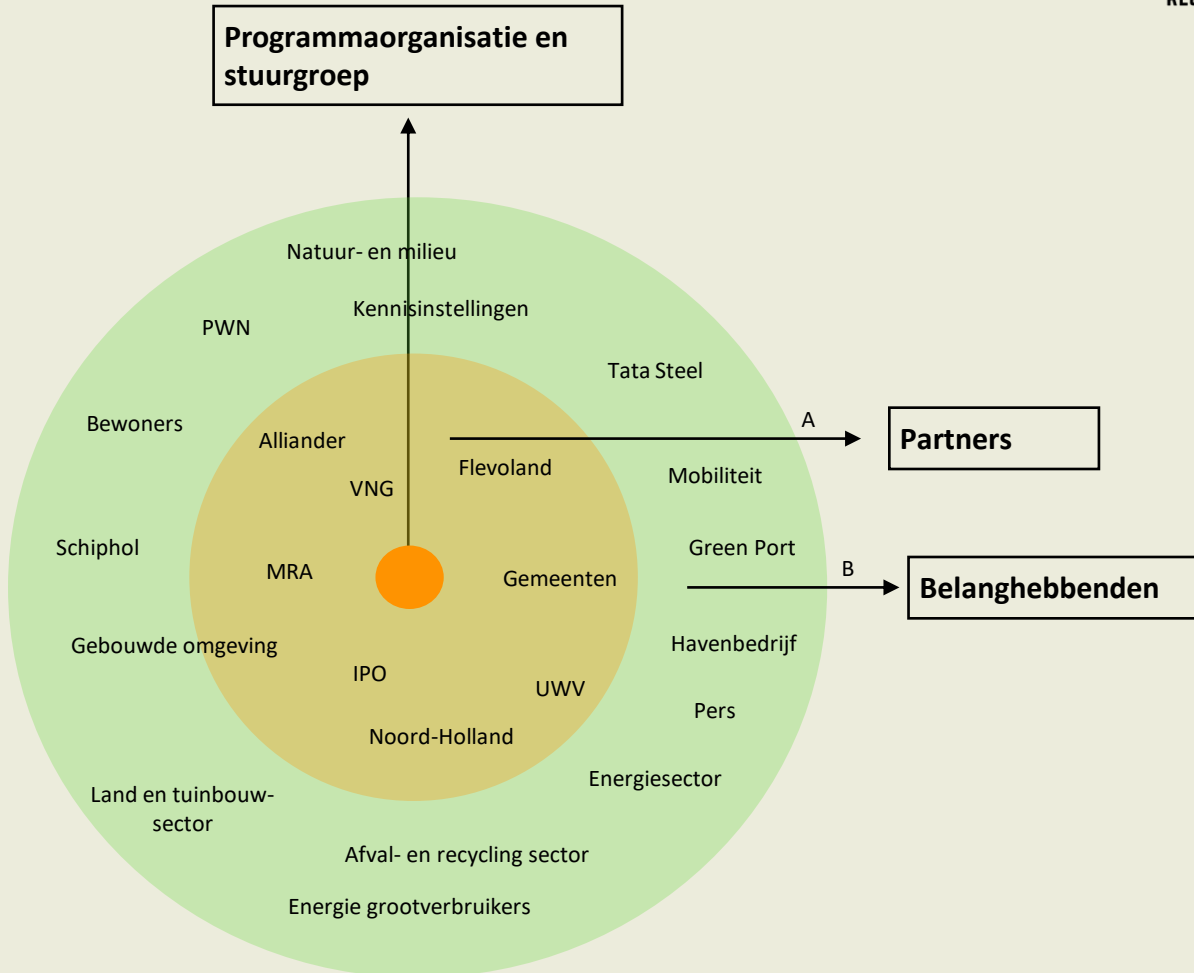 Programmaorganisatie en
stuurgroep
Natuur- en milieu
Kennisinstellingen
PWN
Tata Steel
A
Partners
Bewoners
Alliander
Flevoland
Mobiliteit
VNG
Schiphol
Green Port
MRA
Gemeenten
B
Belanghebbenden
Gebouwde omgeving
Havenbedrijf
IPO
UWV
Pers
Noord-Holland
Energiesector
Land en tuinbouw-
sector
Afval- en recycling sector
Energie grootverbruikers